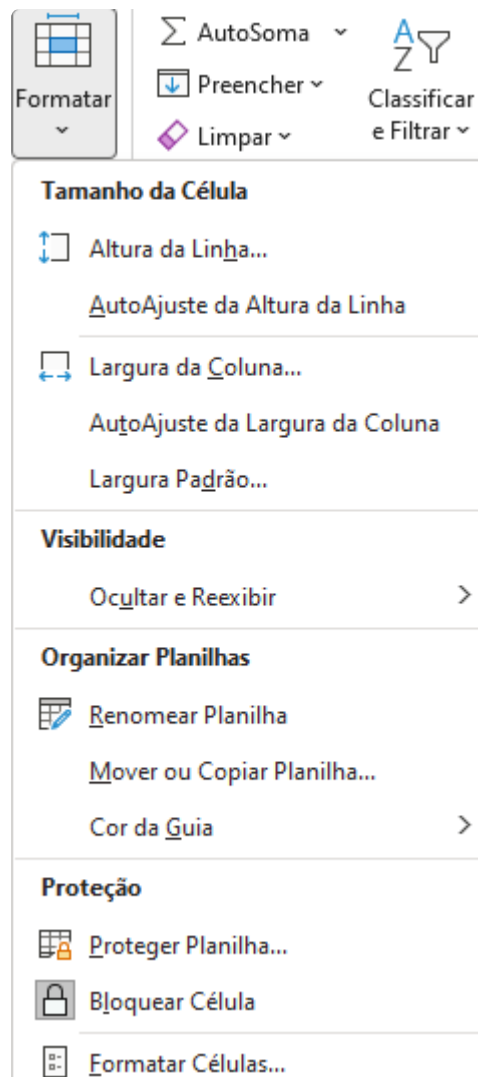 AutoSoma
Preencher
Limpar
Formatar
Classificar
e Filtrar
Tamanho da Célula
Altura da Linha...
AutoAjuste da Altura da Linha
Largura da Coluna...
AutoAjuste da Largura da Coluna
Largura Padrão...
Visibilidade
Ocultar e Reexibir
Organizar Planilhas
Renomear Planilha
Mover ou Copiar Planilha...
Cor da Guia
Proteção
Proteger Planilha...
Bloquear Célula
Formatar Células...